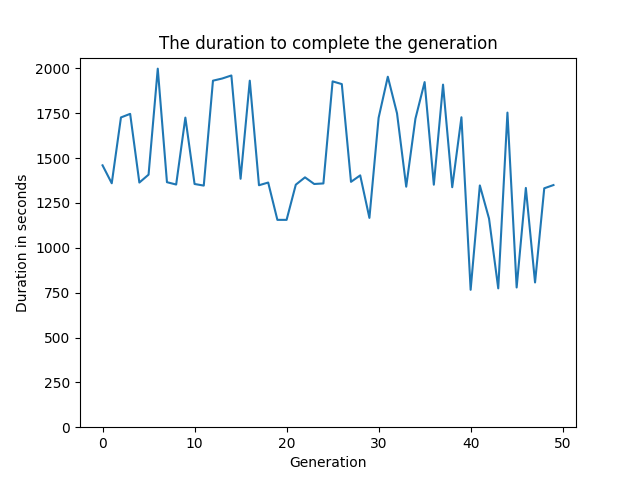 The duration to complete the generation
Duration in seconds
2000
1750
1500
1250
1000
750
500
250
0
0 10 20 30 40 50
Generation